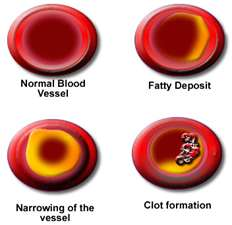 Normal Blood
Vessel
Fatty Deposit
Narrowing of the
vessel
Clot formation